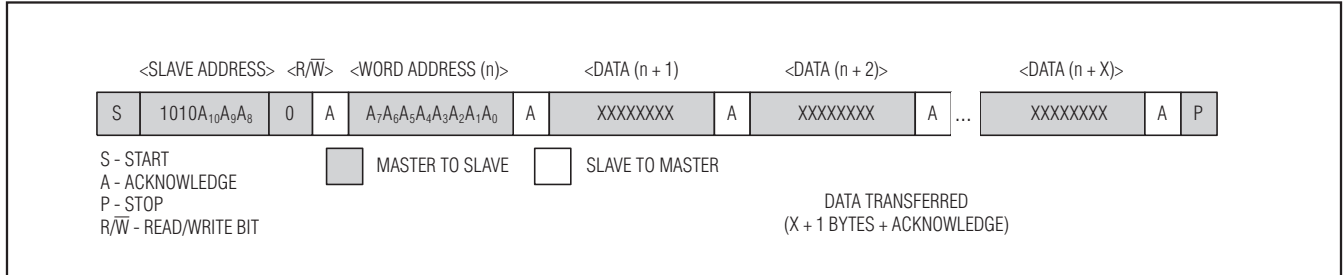 <SLAVE ADDRESS> <R/W̅> <WORD ADDRESS (n)> <DATA (n + 1) <DATA (n + 2)> <DATA (n + X)>
S 1010A₁₀A₉A₈ 0 A A₇A₆A₅A₄A₃A₂A₁A₀ A XXXXXXXX A XXXXXXXX A ... XXXXXXXX A P
S - START
A - ACKNOWLEDGE
P - STOP
R/W̅ - READ/WRITE BIT
MASTER TO SLAVE
SLAVE TO MASTER
DATA TRANSFERRED
(X + 1 BYTES + ACKNOWLEDGE)